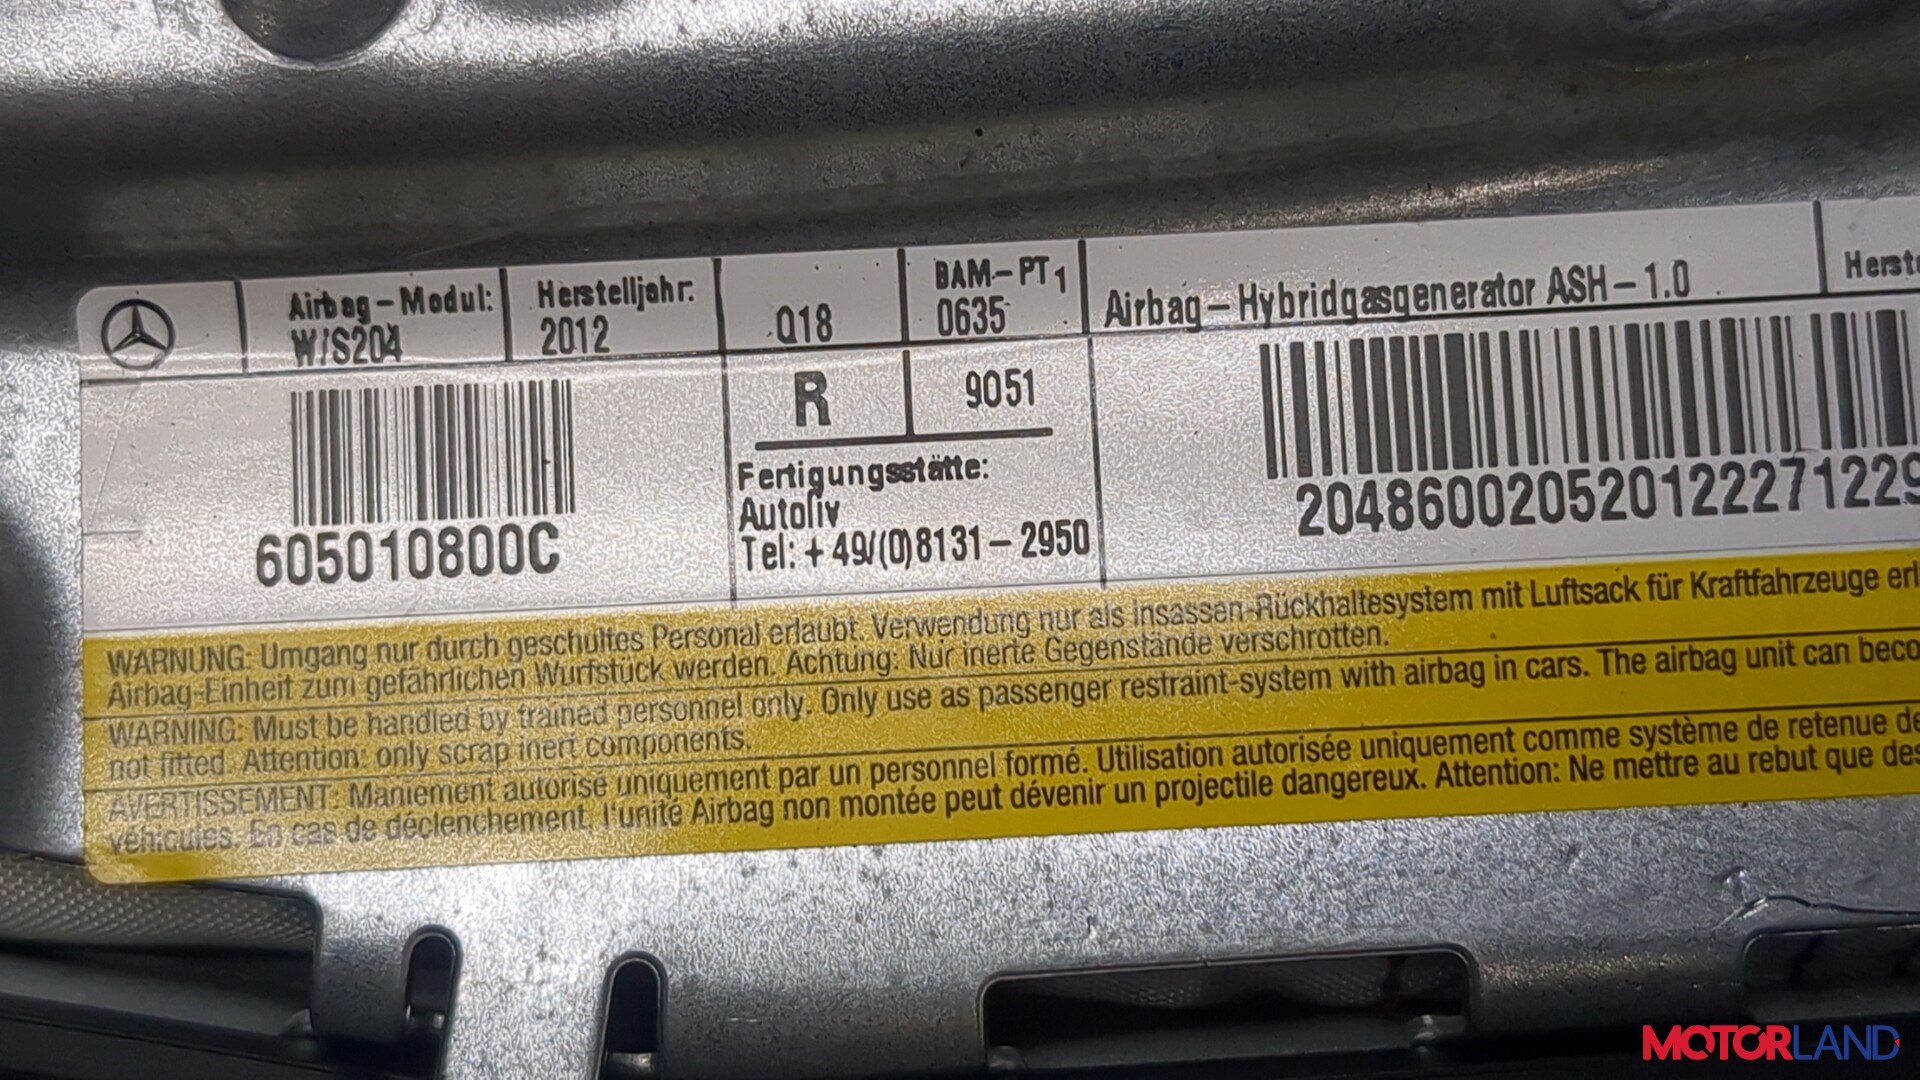 Airbag-Modul:
W/S204
Herstelljahr:
2012
Q18
BAM-PT1
0635
Airbag-Hybridgasgenerator ASH-1.0
R
9051
605010800C
Fertigungsstätte:
Autoliv
Tel: +49/(0)8131-2950
204860020520122271229
WARNUNG: Umgang nur durch geschultes Personal erlaubt. Verwendung nur als Insassen-Rückhaltesystem mit Luftsack für Kraftfahrzeuge
Airbag-Einheit zum gefährlichen Wurfstück werden. Achtung: Nur inerte Gegenstände verschrotten.
WARNING: Must be handled by trained personnel only. Only use as passenger restraint-system with airbag in cars. The airbag unit can
not fitted. Attention: only scrap inert components.
AVERTISSEMENT: Maniement autorisé uniquement par un personnel formé. Utilisation autorisée uniquement comme système de retenue
véhicules. En cas de déclenchement, l'unité Airbag non montée peut dévenir un projectile dangereux. Attention: Ne mettre au rebut que
MOTORLAND